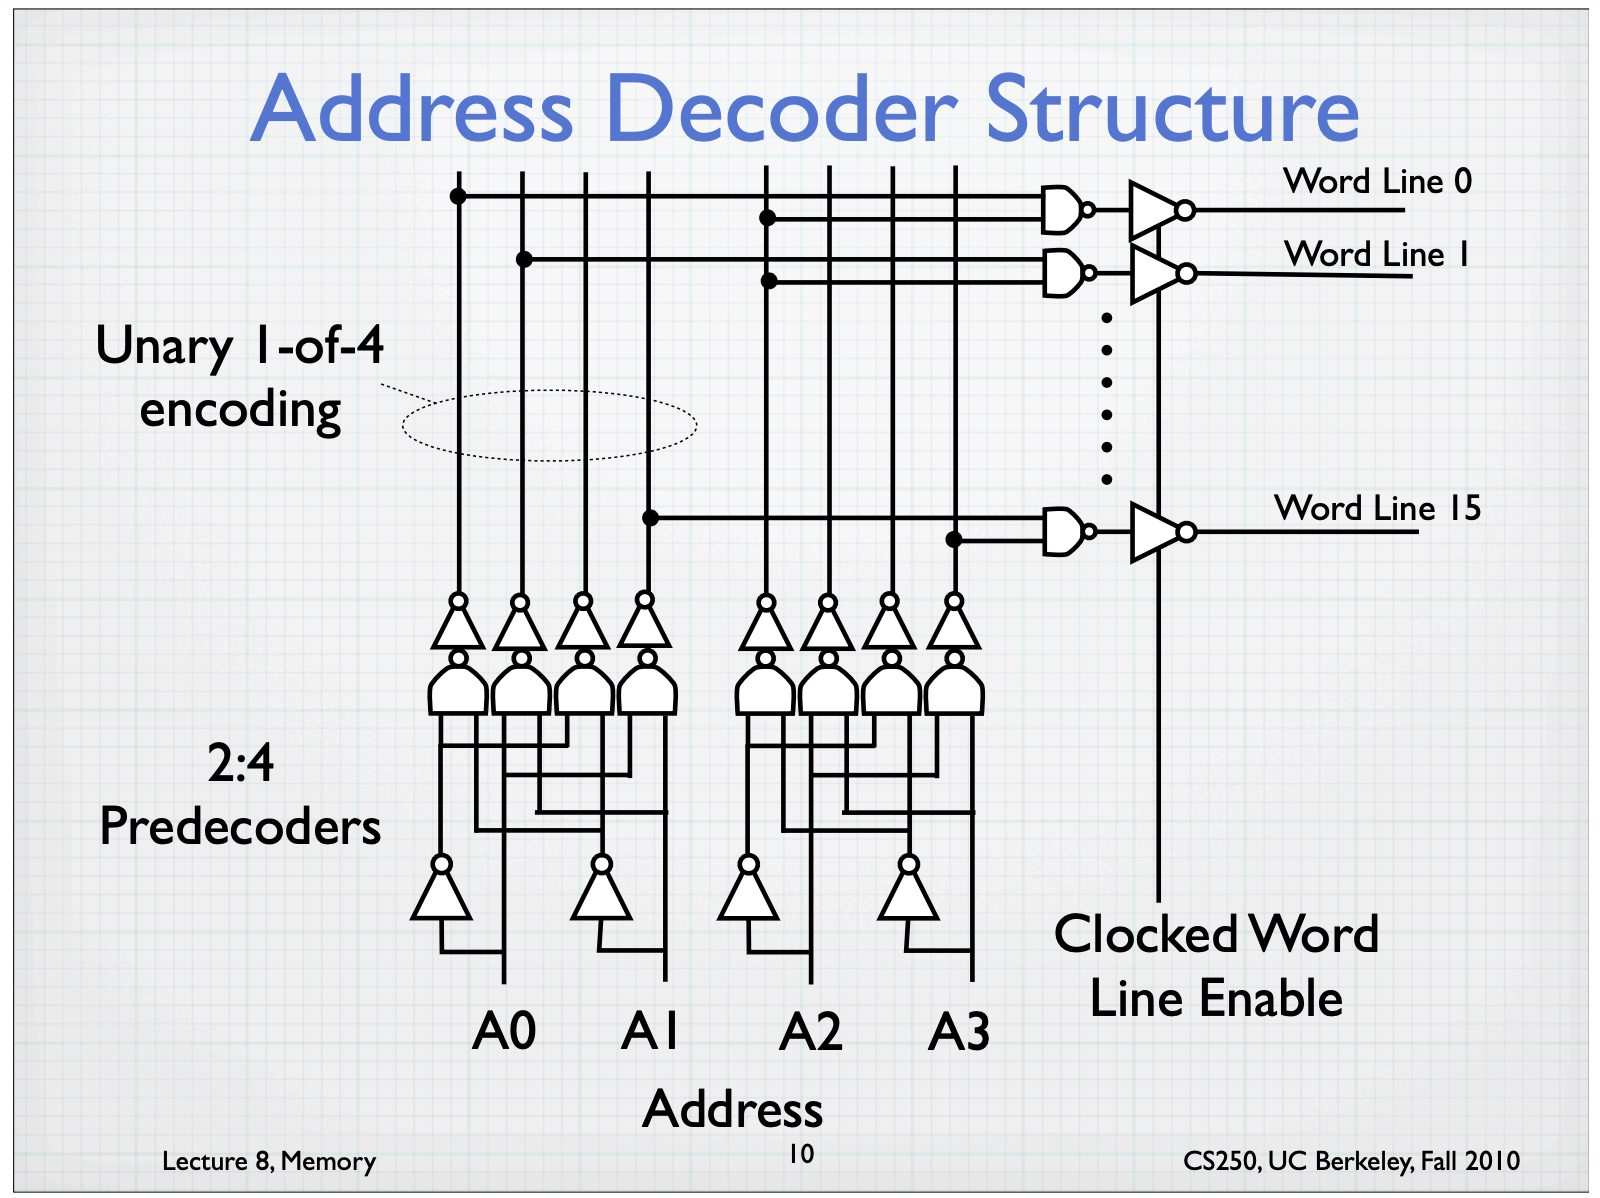 Address Decoder Structure
Word Line 0
Word Line 1
Unary 1-of-4
encoding
Word Line 15
2:4
Predecoders
Clocked Word
Line Enable
A0
A1
A2
A3
Address
Lecture 8, Memory
10
CS250, UC Berkeley, Fall 2010